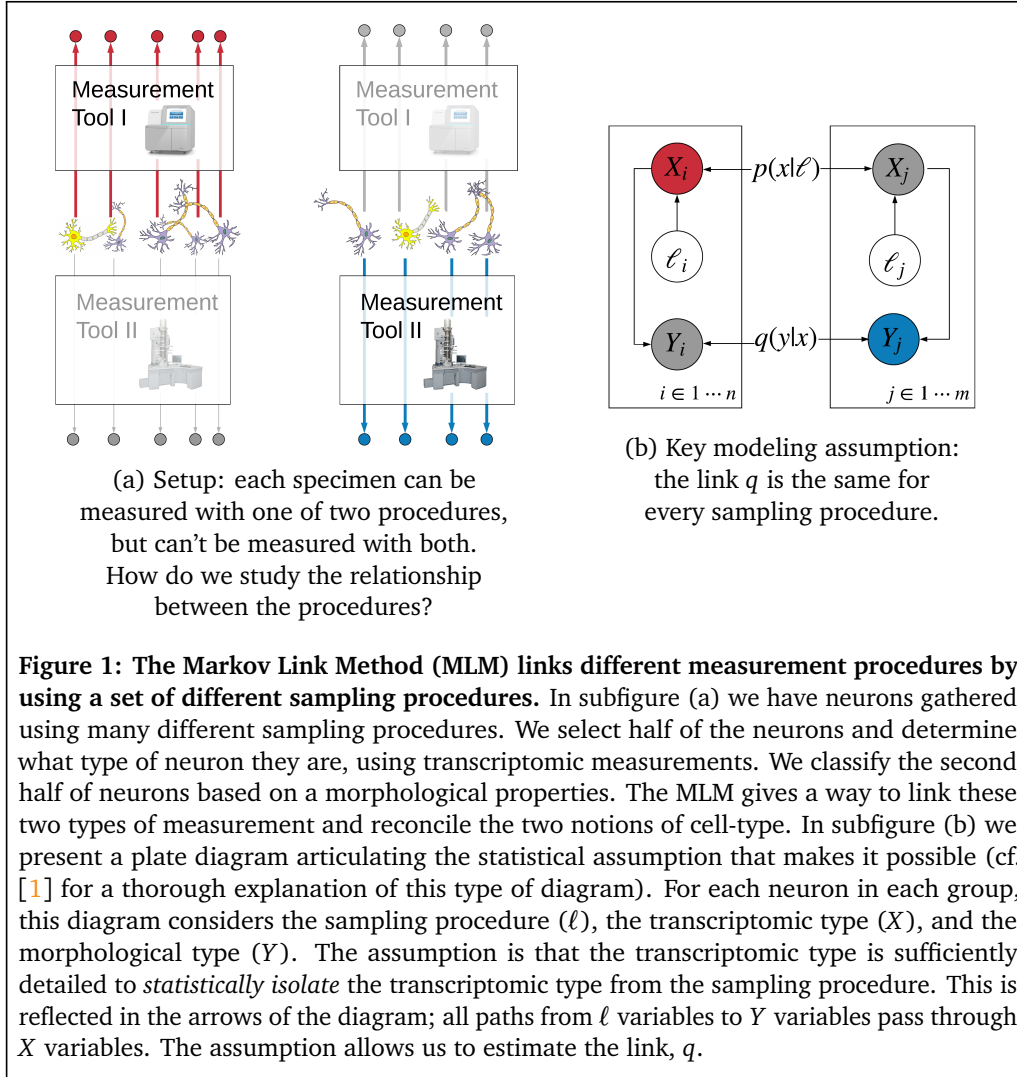 Measurement
Tool I
Measurement
Tool I
Measurement
Tool II
Measurement
Tool II
(a) Setup: each specimen can be
measured with one of two procedures,
but can't be measured with both.
How do we study the relationship
between the procedures?
X_i
p(x|ℓ)
X_j
ℓ_i
ℓ_j
Y_i
q(y|x)
Y_j
i ∈ 1 ⋯ n
j ∈ 1 ⋯ m
(b) Key modeling assumption:
the link q is the same for
every sampling procedure.
Figure 1: The Markov Link Method (MLM) links different measurement procedures by
using a set of different sampling procedures. In subfigure (a) we have neurons gathered
using many different sampling procedures. We select half of the neurons and determine
what type of neuron they are, using transcriptomic measurements. We classify the second
half of neurons based on a morphological properties. The MLM gives a way to link these
two types of measurement and reconcile the two notions of cell-type. In subfigure (b) we
present a plate diagram articulating the statistical assumption that makes it possible (cf.
[1] for a thorough explanation of this type of diagram). For each neuron in each group,
this diagram considers the sampling procedure (ℓ), the transcriptomic type (X), and the
morphological type (Y). The assumption is that the transcriptomic type is sufficiently
detailed to statistically isolate the transcriptomic type from the sampling procedure. This is
reflected in the arrows of the diagram; all paths from ℓ variables to Y variables pass through
X variables. The assumption allows us to estimate the link, q.